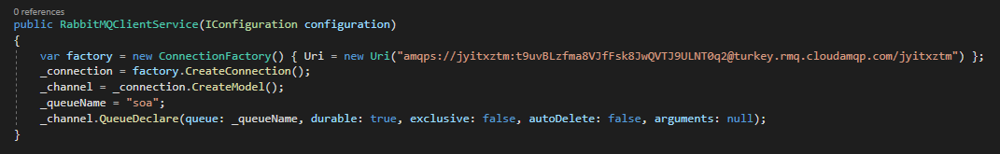 0 references
public RabbitMQClientService(IConfiguration configuration)
{
var factory = new ConnectionFactory() { Uri = new Uri("amqps://jyitxztm:t9uvBLzfma8VJfFsk8JwQVTJ9ULNT0q2@turkey.rmq.cloudamqp.com/jyitxztm") };
_connection = factory.CreateConnection();
_channel = _connection.CreateModel();
_queueName = "soa";
_channel.QueueDeclare(queue: _queueName, durable: true, exclusive: false, autoDelete: false, arguments: null);
}